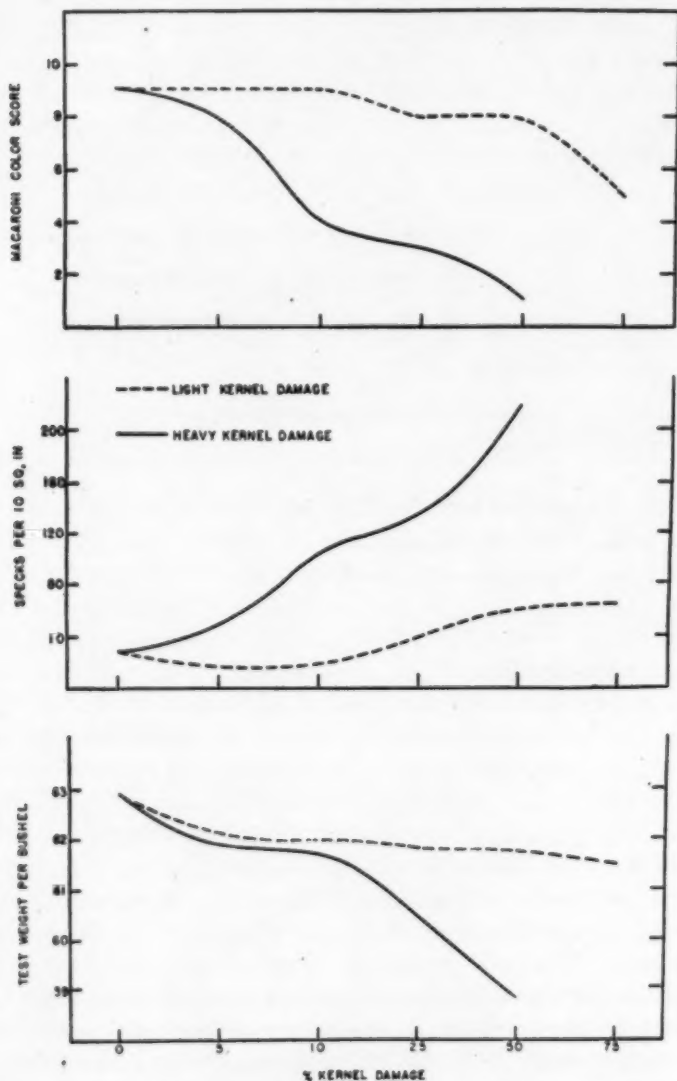 MACARONI COLOR SCORE
10
8
6
4
2
LIGHT KERNEL DAMAGE
HEAVY KERNEL DAMAGE
SPECKS PER 10 SQ. IN
200
160
120
80
40
TEST WEIGHT PER BUSHEL
63
62
61
60
59
0 5 10 25 50 75
% KERNEL DAMAGE